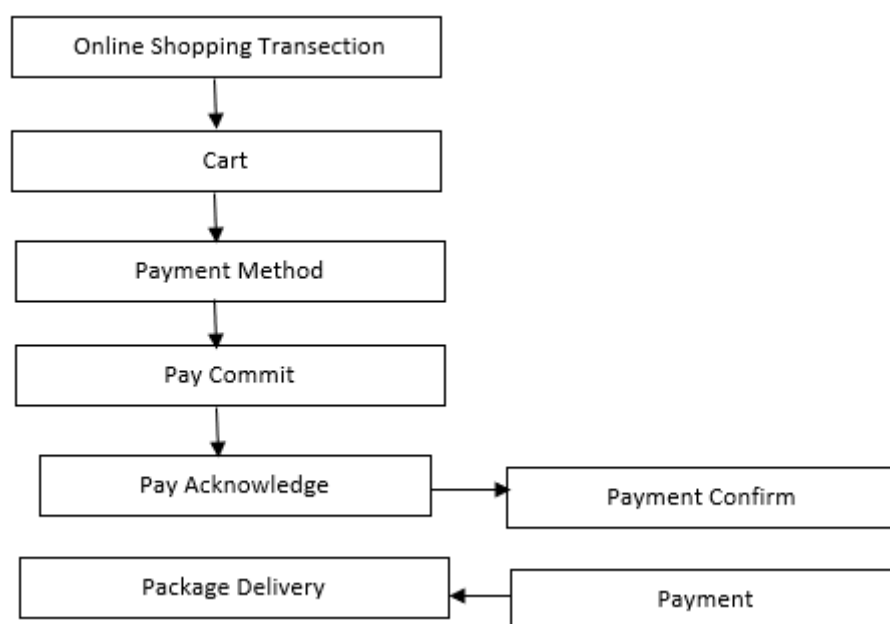 Online Shopping Transection
Cart
Payment Method
Pay Commit
Pay Acknowledge
Payment Confirm
Package Delivery
Payment